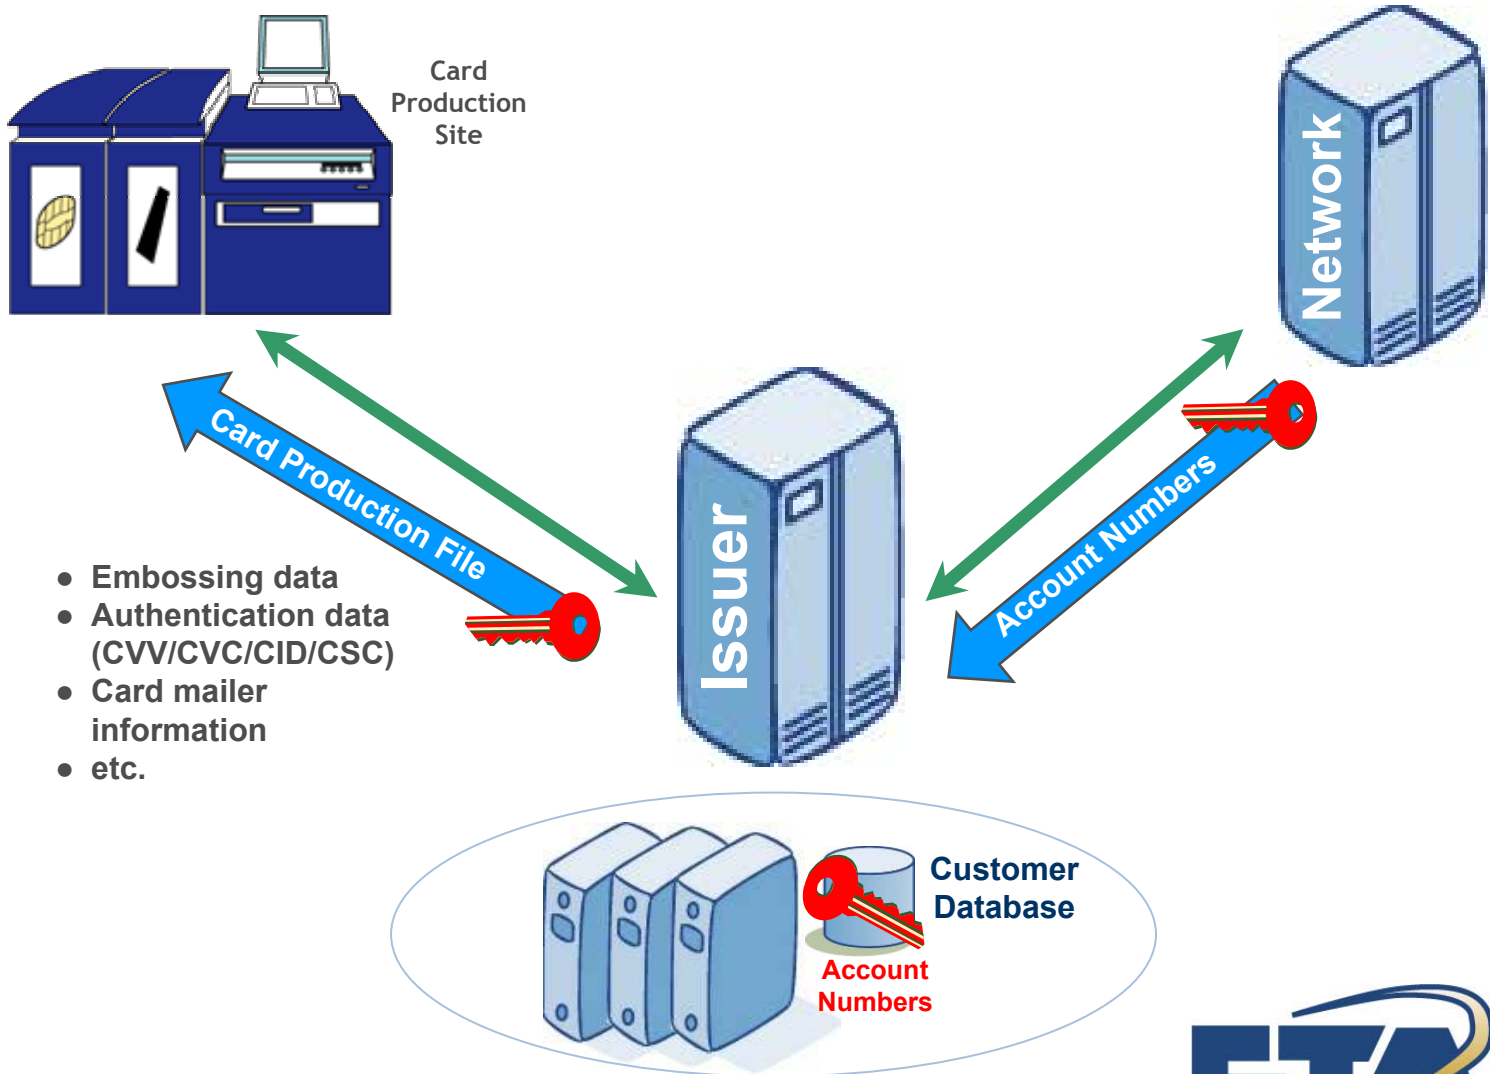 Card
Production
Site
Network
Card Production File
Account Numbers
Issuer
● Embossing data
● Authentication data
(CVV/CVC/CID/CSC)
● Card mailer
information
● etc.
Customer
Database
Account
Numbers
ETA